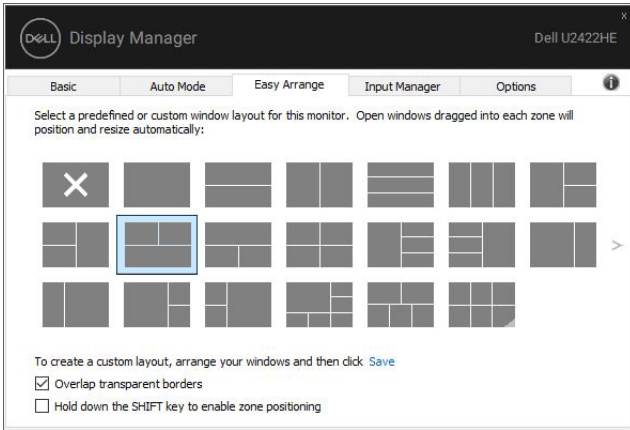 x
DELL Display Manager Dell U2422HE
Basic Auto Mode Easy Arrange Input Manager Options i
Select a predefined or custom window layout for this monitor. Open windows dragged into each zone will
position and resize automatically:
>
To create a custom layout, arrange your windows and then click Save
Overlap transparent borders
Hold down the SHIFT key to enable zone positioning